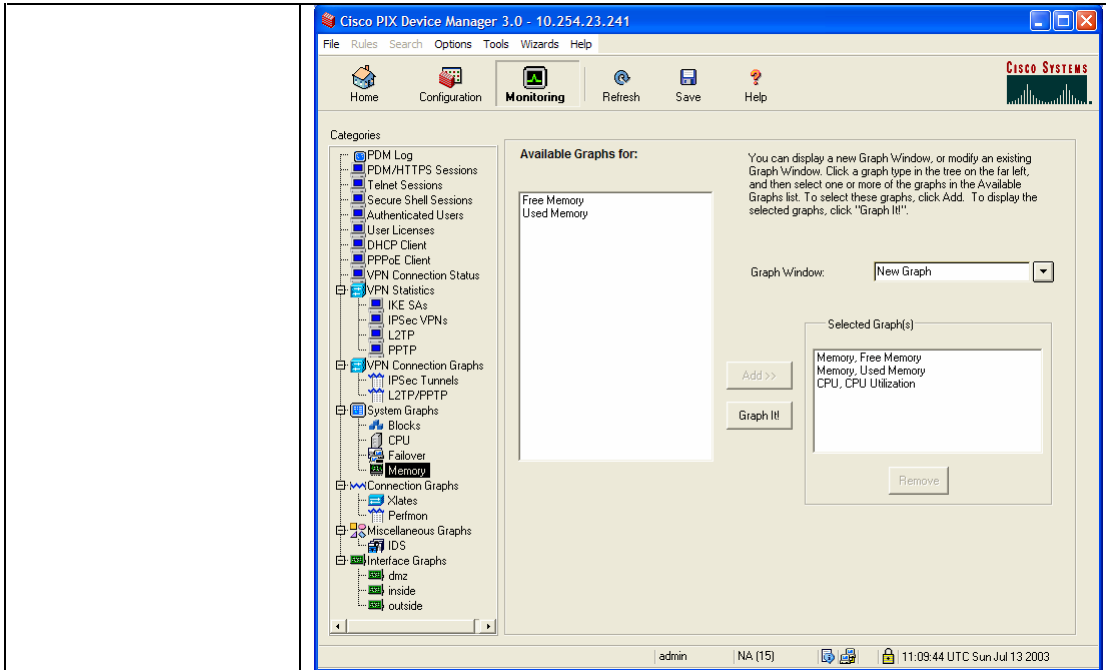 Cisco PIX Device Manager 3.0 - 10.254.23.241
File Rules Search Options Tools Wizards Help
Home Configuration Monitoring Refresh Save Help
CISCO SYSTEMS
Categories
PDM Log
PDM/HTTPS Sessions
Telnet Sessions
Secure Shell Sessions
Authenticated Users
User Licenses
DHCP Client
PPPoE Client
VPN Connection Status
VPN Statistics
IKE SAs
IPSec VPNs
L2TP
PPTP
VPN Connection Graphs
IPSec Tunnels
L2TP/PPTP
System Graphs
Blocks
CPU
Failover
Memory
Connection Graphs
Xlates
Perfmon
Miscellaneous Graphs
IDS
Interface Graphs
dmz
inside
outside
Available Graphs for:
Free Memory
Used Memory
You can display a new Graph Window, or modify an existing
Graph Window. Click a graph type in the tree on the far left,
and then select one or more of the graphs in the Available
Graphs list. To select these graphs, click Add. To display the
selected graphs, click "Graph It!".
Graph Window: New Graph
Selected Graph(s)
Memory, Free Memory
Memory, Used Memory
CPU, CPU Utilization
Add >>
Graph It!
Remove
admin NA (15) 11:09:44 UTC Sun Jul 13 2003